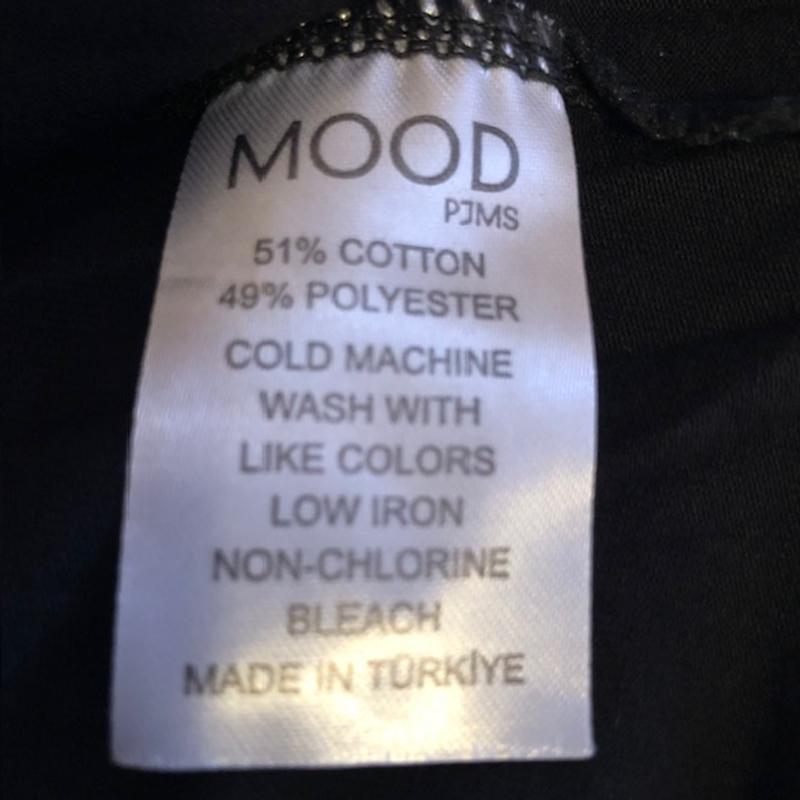 MOOD
PJMS
51% COTTON
49% POLYESTER
COLD MACHINE
WASH WITH
LIKE COLORS
LOW IRON
NON-CHLORINE
BLEACH
MADE IN TÜRKİYE